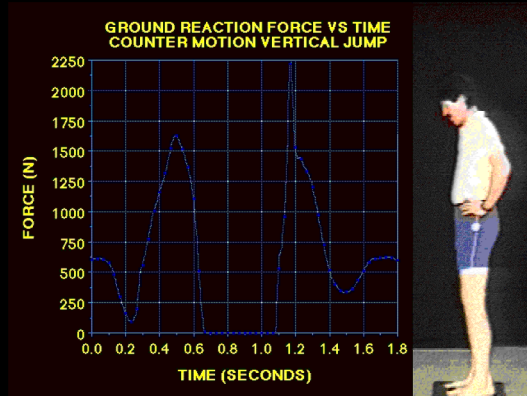 GROUND REACTION FORCE VS TIME
COUNTER MOTION VERTICAL JUMP
2250
2000
1750
1500
1250
1000
750
500
250
0
FORCE (N)
0.0 0.2 0.4 0.6 0.8 1.0 1.2 1.4 1.6 1.8
TIME (SECONDS)